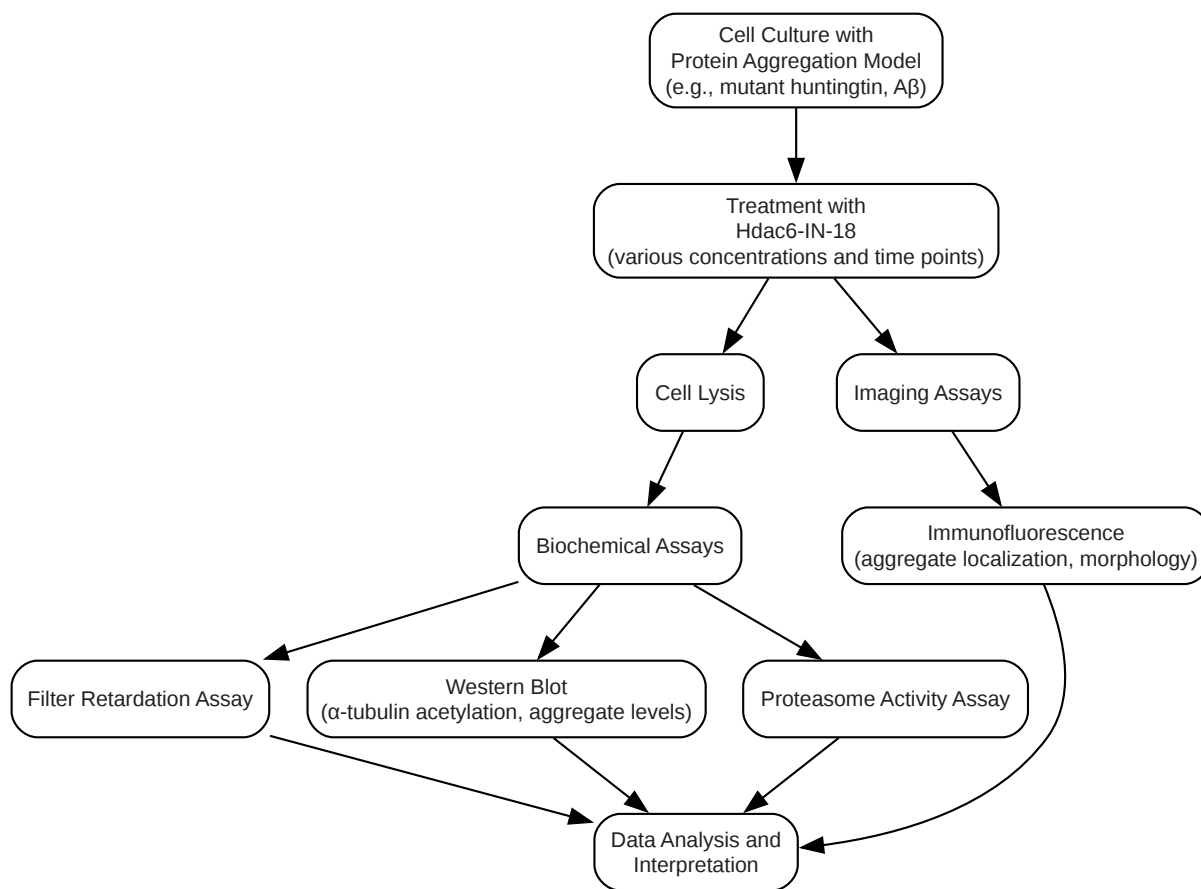 Cell Culture with
Protein Aggregation Model
(e.g., mutant huntingtin, Aβ)
Treatment with
Hdac6-IN-18
(various concentrations and time points)
Cell Lysis
Imaging Assays
Biochemical Assays
Immunofluorescence
(aggregate localization, morphology)
Filter Retardation Assay
Western Blot
(α-tubulin acetylation, aggregate levels)
Proteasome Activity Assay
Data Analysis and
Interpretation